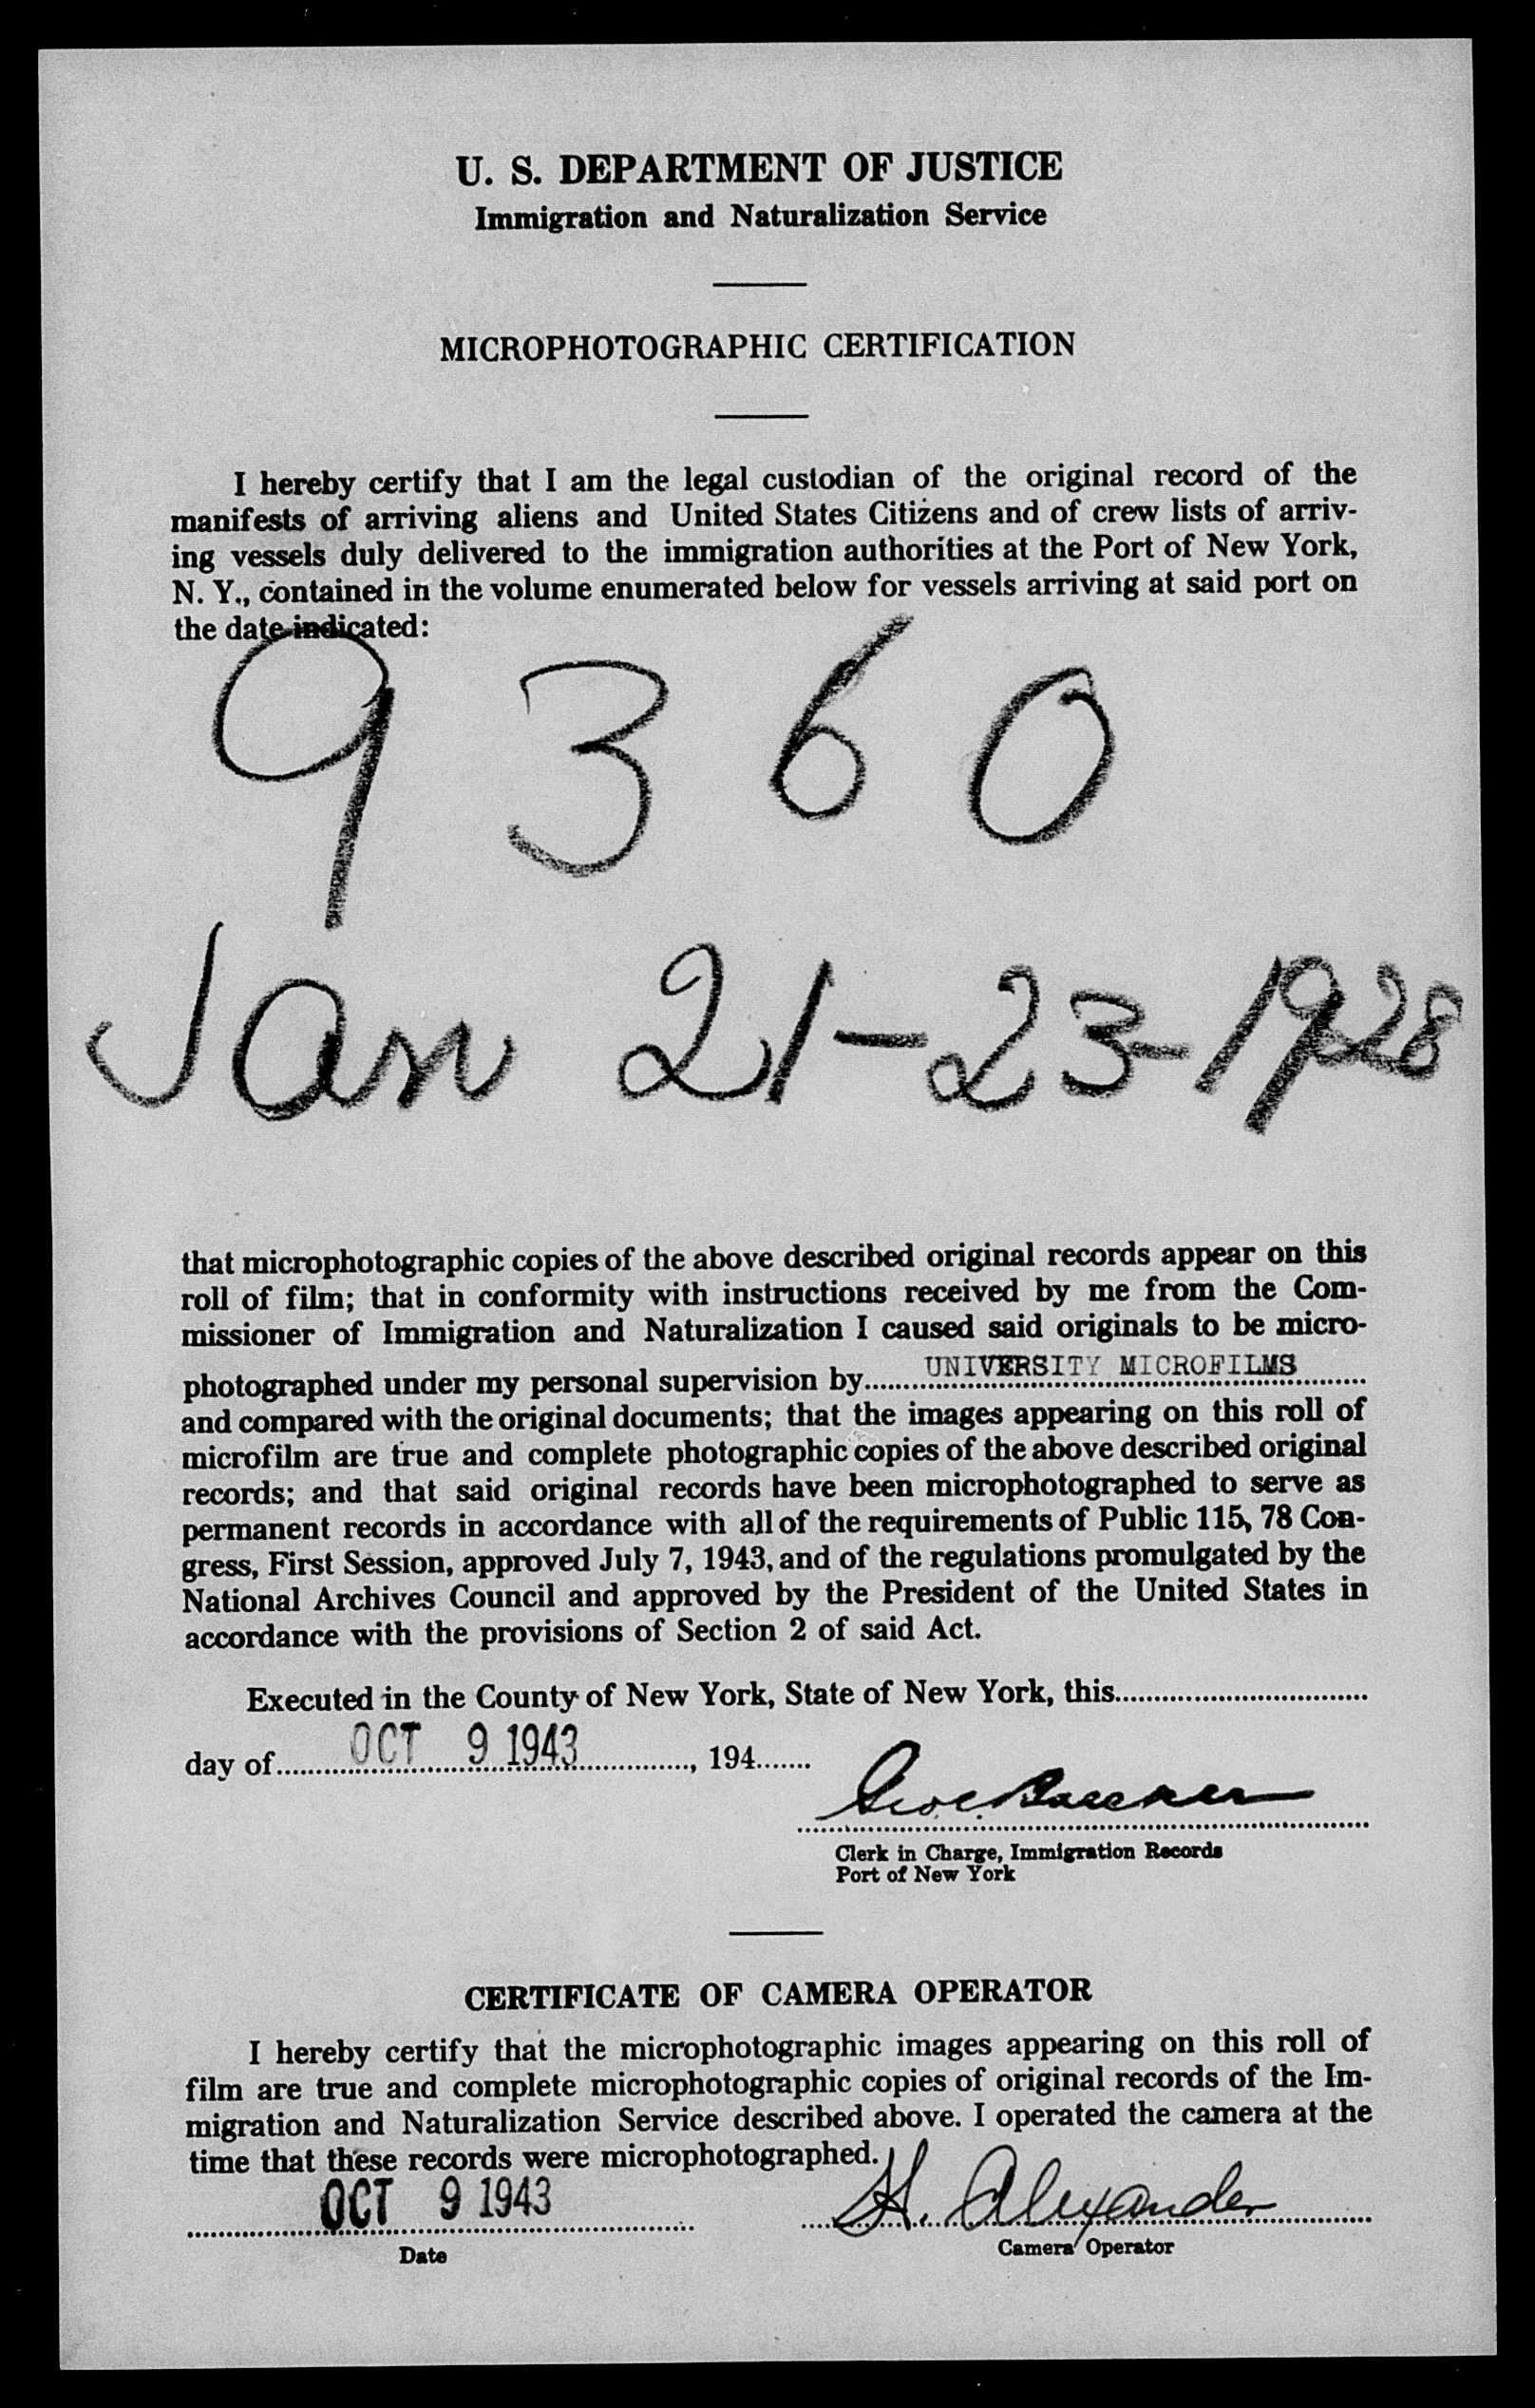 U. S. DEPARTMENT OF JUSTICE
Immigration and Naturalization Service
MICROPHOTOGRAPHIC CERTIFICATION
I hereby certify that I am the legal custodian of the original record of the
manifests of arriving aliens and United States Citizens and of crew lists of arriv-
ing vessels duly delivered to the immigration authorities at the Port of New York,
N. Y., contained in the volume enumerated below for vessels arriving at said port on
the date indicated:
9360
Jan 21-23-1928
that microphotographic copies of the above described original records appear on this
roll of film; that in conformity with instructions received by me from the Com-
missioner of Immigration and Naturalization I caused said originals to be micro-
photographed under my personal supervision by UNIVERSITY MICROFILMS
and compared with the original documents; that the images appearing on this roll of
microfilm are true and complete photographic copies of the above described original
records; and that said original records have been microphotographed to serve as
permanent records in accordance with all of the requirements of Public 115, 78 Con-
gress, First Session, approved July 7, 1943, and of the regulations promulgated by the
National Archives Council and approved by the President of the United States in
accordance with the provisions of Section 2 of said Act.
Executed in the County of New York, State of New York, this
day of OCT 9 1943, 194
Clerk in Charge, Immigration Records
Port of New York
CERTIFICATE OF CAMERA OPERATOR
I hereby certify that the microphotographic images appearing on this roll of
film are true and complete microphotographic copies of original records of the Im-
migration and Naturalization Service described above. I operated the camera at the
time that these records were microphotographed.
OCT 9 1943 H. Alexander
Date Camera Operator